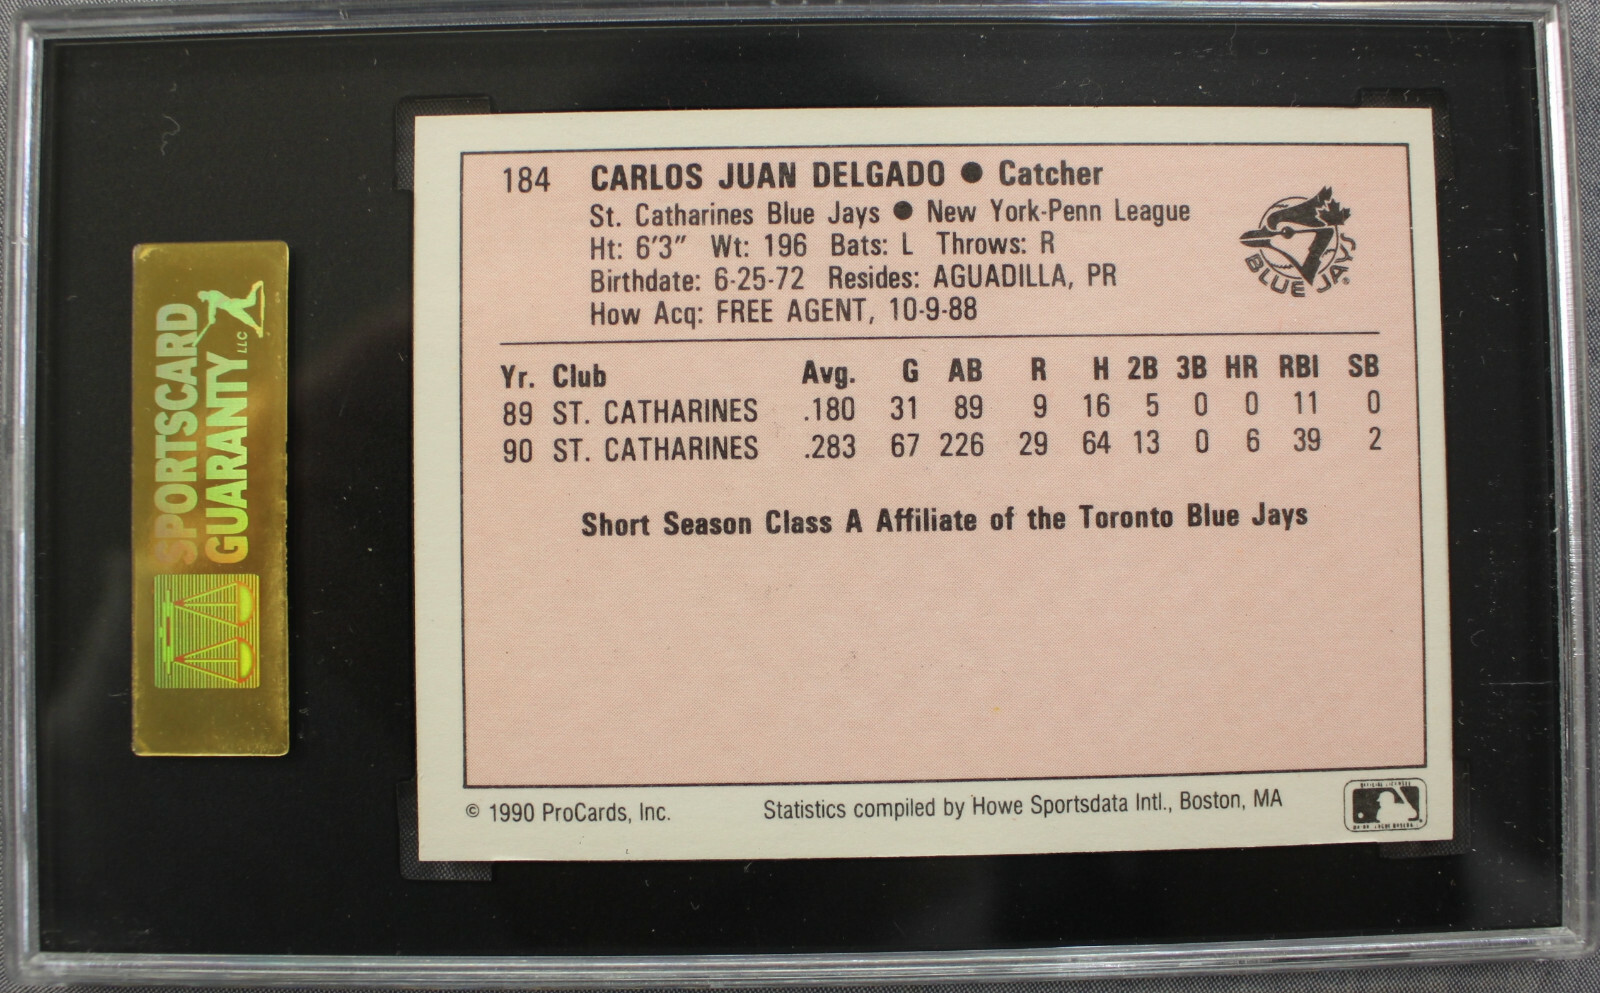 SPORTSCARD
GUARANTY LLC
184 CARLOS JUAN DELGADO ● Catcher
St. Catharines Blue Jays ● New York-Penn League
Ht: 6'3" Wt: 196 Bats: L Throws: R
Birthdate: 6-25-72 Resides: AGUADILLA, PR
How Acq: FREE AGENT, 10-9-88
BLUE JAYS
Yr. Club Avg. G AB R H 2B 3B HR RBI SB
89 ST. CATHARINES .180 31 89 9 16 5 0 0 11 0
90 ST. CATHARINES .283 67 226 29 64 13 0 6 39 2
Short Season Class A Affiliate of the Toronto Blue Jays
© 1990 ProCards, Inc. Statistics compiled by Howe Sportsdata Intl., Boston, MA